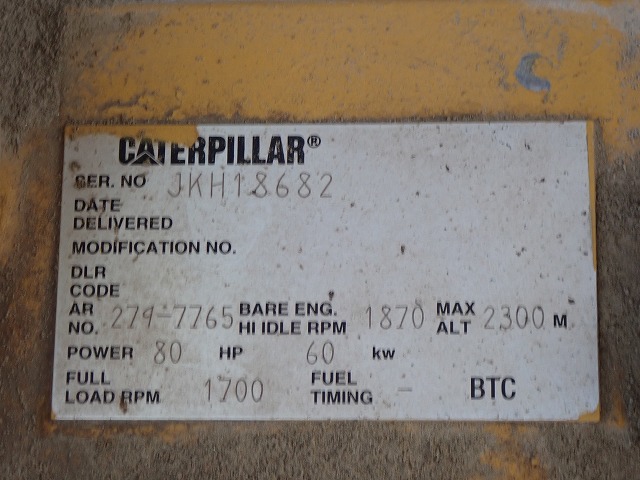 CATERPILLAR®
SER. NO JKH18682
DATE
DELIVERED
MODIFICATION NO.
DLR
CODE
AR NO. 279-7765 BARE ENG. HI IDLE RPM 1870 MAX ALT 2300 M
POWER 80 HP 60 kw
FULL LOAD RPM 1700 FUEL TIMING - BTC